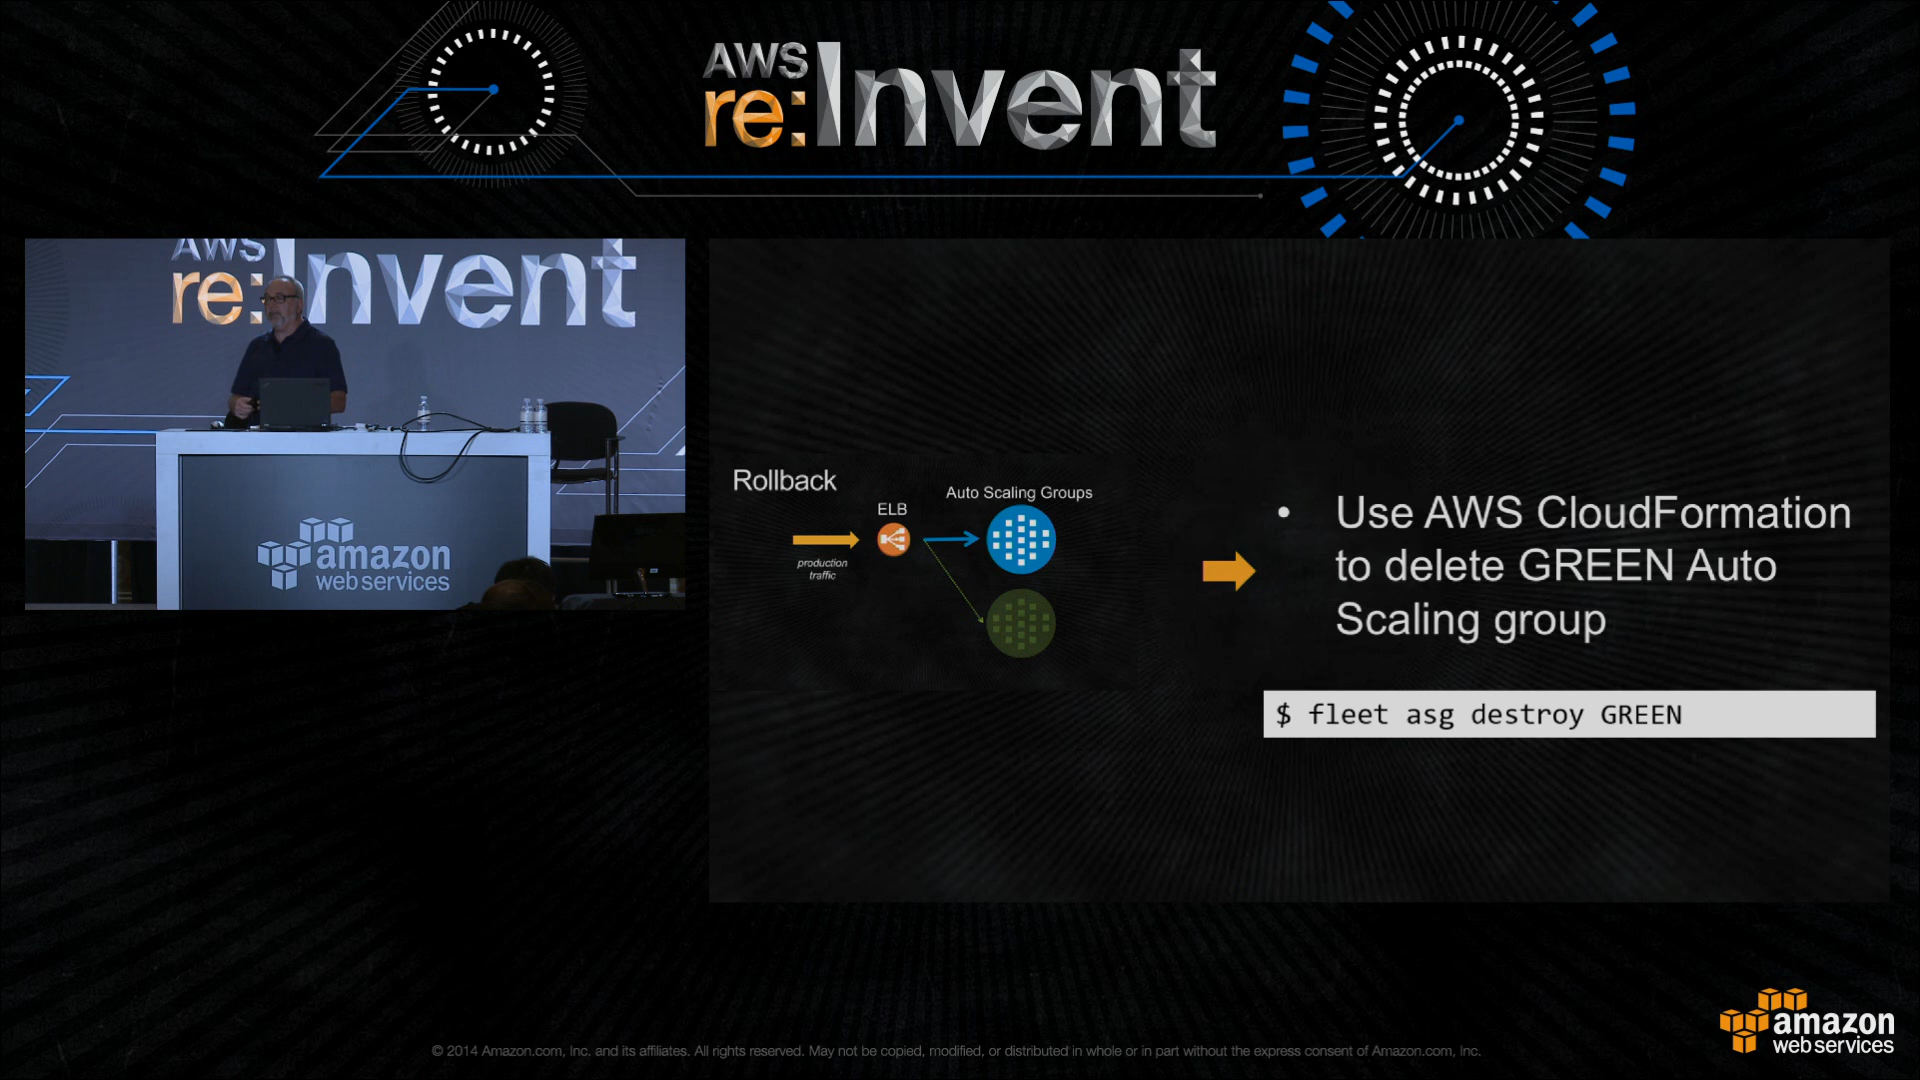 AWS
re:Invent
AWS
re:Invent
amazon
web services
Rollback
ELB
Auto Scaling Groups
production
traffic
• Use AWS CloudFormation
to delete GREEN Auto
Scaling group
$ fleet asg destroy GREEN
amazon
web services
© 2014 Amazon.com, Inc. and its affiliates. All rights reserved. May not be copied, modified, or distributed in whole or in part without the express consent of Amazon.com, Inc.